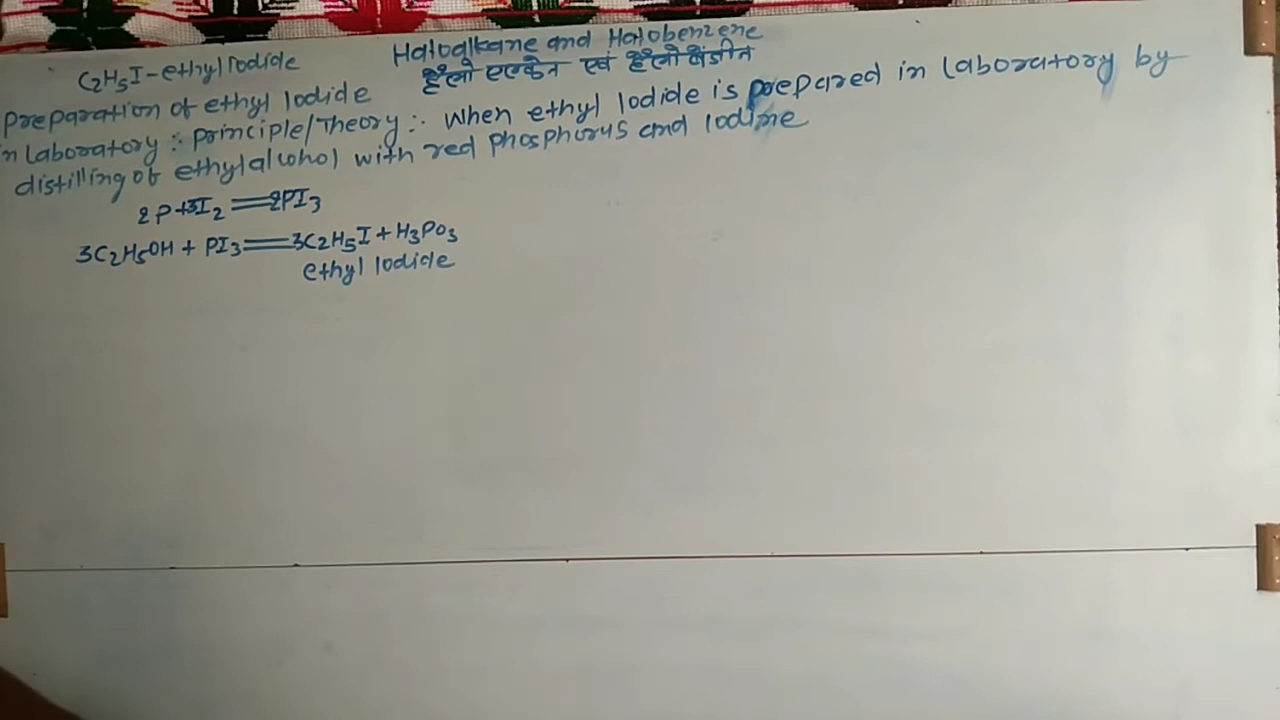 Haloalkane and Halobenzene
हैलो एल्केन एवं हैलो बेंजीन
C2H5I-ethyl Iodide
preparation of ethyl Iodide
in Laboratory :. principle/Theory :. When ethyl Iodide is prepared in Laboratory by
distilling of ethyl alcohol with red phosphorus and Iodine
2P+3I2=2PI3
3C2H5OH + PI3=3C2H5I+H3PO3
ethyl Iodide